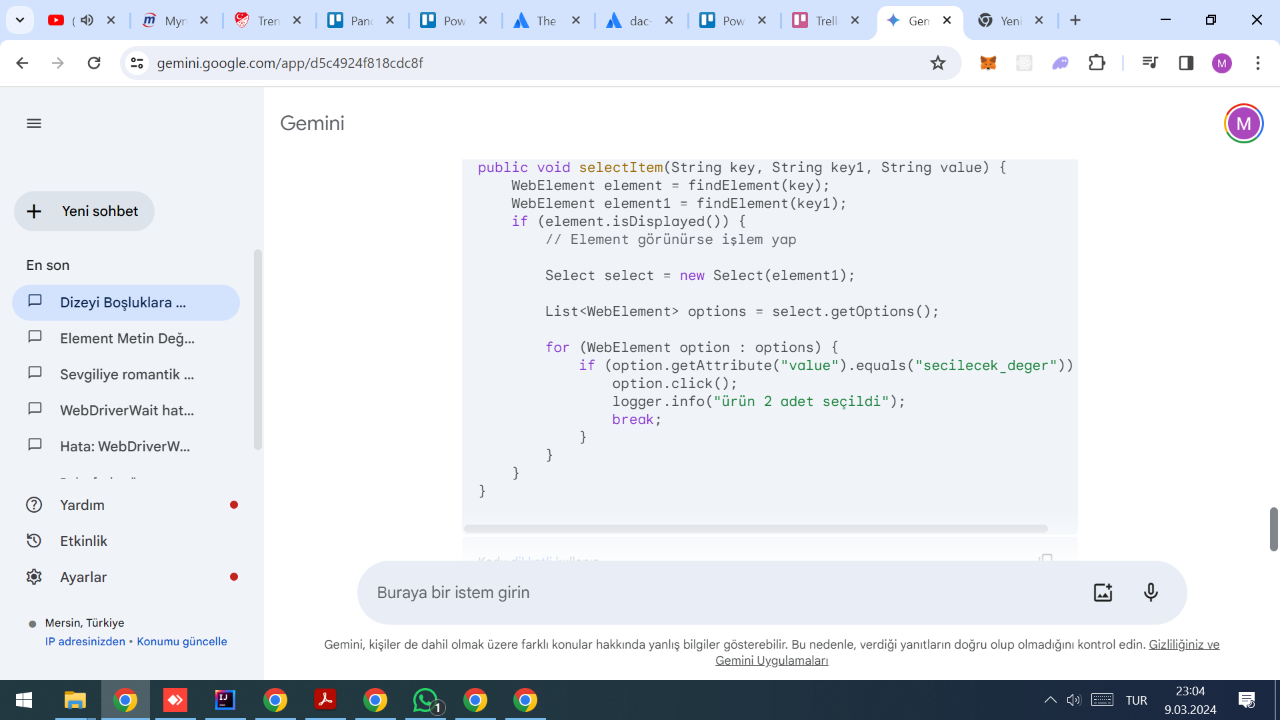 (
Myn
Tren
Pano
Pow
The
dac-
Pow
Trell
Gen
Yeni
gemini.google.com/app/d5c4924f818cdc8f
M
Gemini
M
Yeni sohbet
En son
Dizeyi Boşluklara ...
Element Metin Değ...
Sevgiliye romantik ...
WebDriverWait hat...
Hata: WebDriverW...
Yardım
Etkinlik
Ayarlar
Mersin, Türkiye
IP adresinizden • Konumu güncelle
public void selectItem(String key, String key1, String value) {
    WebElement element = findElement(key);
    WebElement element1 = findElement(key1);
    if (element.isDisplayed()) {
        // Element görünürse işlem yap
        Select select = new Select(element1);
        List<WebElement> options = select.getOptions();
        for (WebElement option : options) {
            if (option.getAttribute("value").equals("secilecek_deger"))
                option.click();
                logger.info("ürün 2 adet seçildi");
                break;
            }
        }
    }
}
Kodu dikkatli kullanın.
Buraya bir istem girin
Gemini, kişiler de dahil olmak üzere farklı konular hakkında yanlış bilgiler gösterebilir. Bu nedenle, verdiği yanıtların doğru olup olmadığını kontrol edin. Gizliliğiniz ve
Gemini Uygulamaları
1
TUR
23:04
9.03.2024